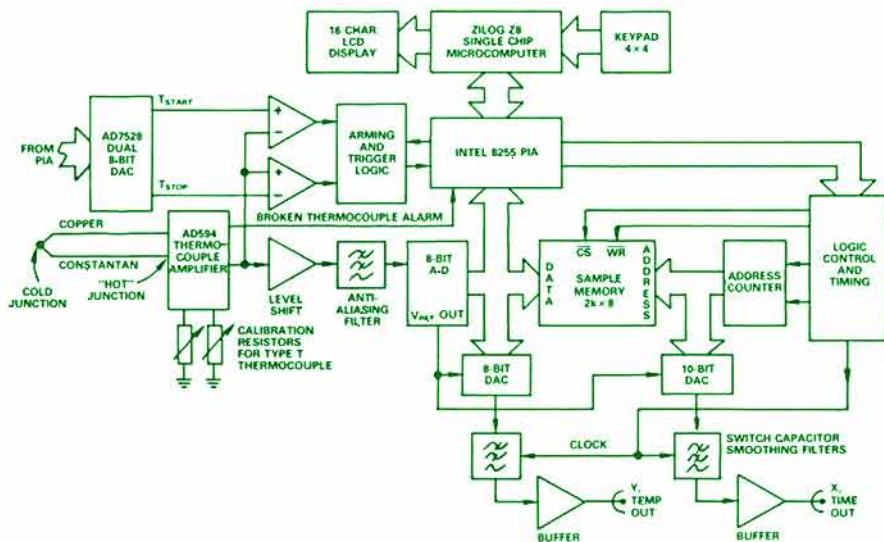 16 CHAR.
LCD
DISPLAY
ZILOG Z8
SINGLE CHIP
MICROCOMPUTER
KEYPAD
4 × 4
FROM
PIA
AD7528
DUAL
8-BIT
DAC
TSTART
TSTOP
+
−
+
−
ARMING
AND
TRIGGER
LOGIC
INTEL 8255 PIA
BROKEN THERMOCOUPLE ALARM
COPPER
CONSTANTAN
COLD JUNCTION
"HOT"
JUNCTION
AD594
THERMO-
COUPLE
AMPLIFIER
LEVEL
SHIFT
ANTI-
ALIASING
FILTER
8-BIT
A-D
VREF OUT
CALIBRATION
RESISTORS
FOR TYPE T
THERMOCOUPLE
CS
WR
DATA
SAMPLE
MEMORY
2k × 8
ADDRESS
ADDRESS
COUNTER
LOGIC
CONTROL
AND
TIMING
8-BIT
DAC
10-BIT
DAC
CLOCK
SWITCH CAPACITOR
SMOOTHING FILTERS
BUFFER
Y,
TEMP
OUT
BUFFER
X,
TIME
OUT